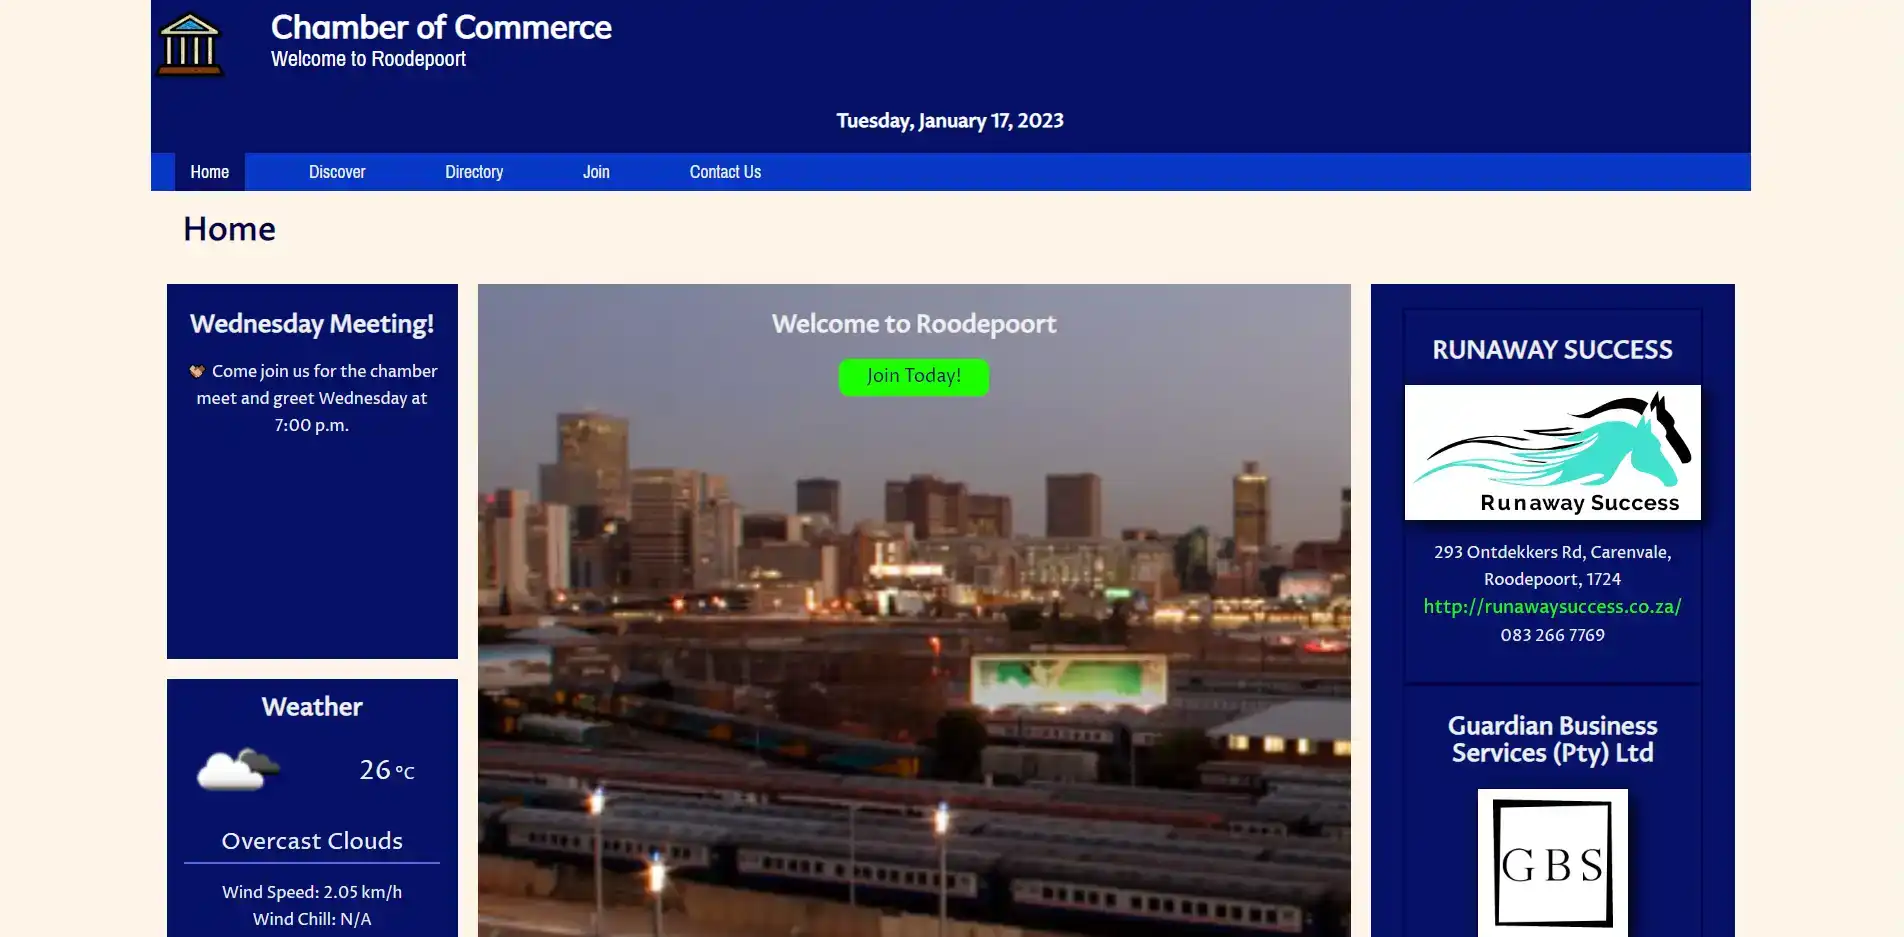 Chamber of Commerce
Welcome to Roodepoort
Tuesday, January 17, 2023
Home
Discover
Directory
Join
Contact Us
Home
Wednesday Meeting!
🤝🏽 Come join us for the chamber
meet and greet Wednesday at
7:00 p.m.
Weather
26 °C
Overcast Clouds
Wind Speed: 2.05 km/h
Wind Chill: N/A
Welcome to Roodepoort
Join Today!
RUNAWAY SUCCESS
Runaway Success
293 Ontdekkers Rd, Carenvale,
Roodepoort, 1724
http://runawaysuccess.co.za/
083 266 7769
Guardian Business
Services (Pty) Ltd
GBS